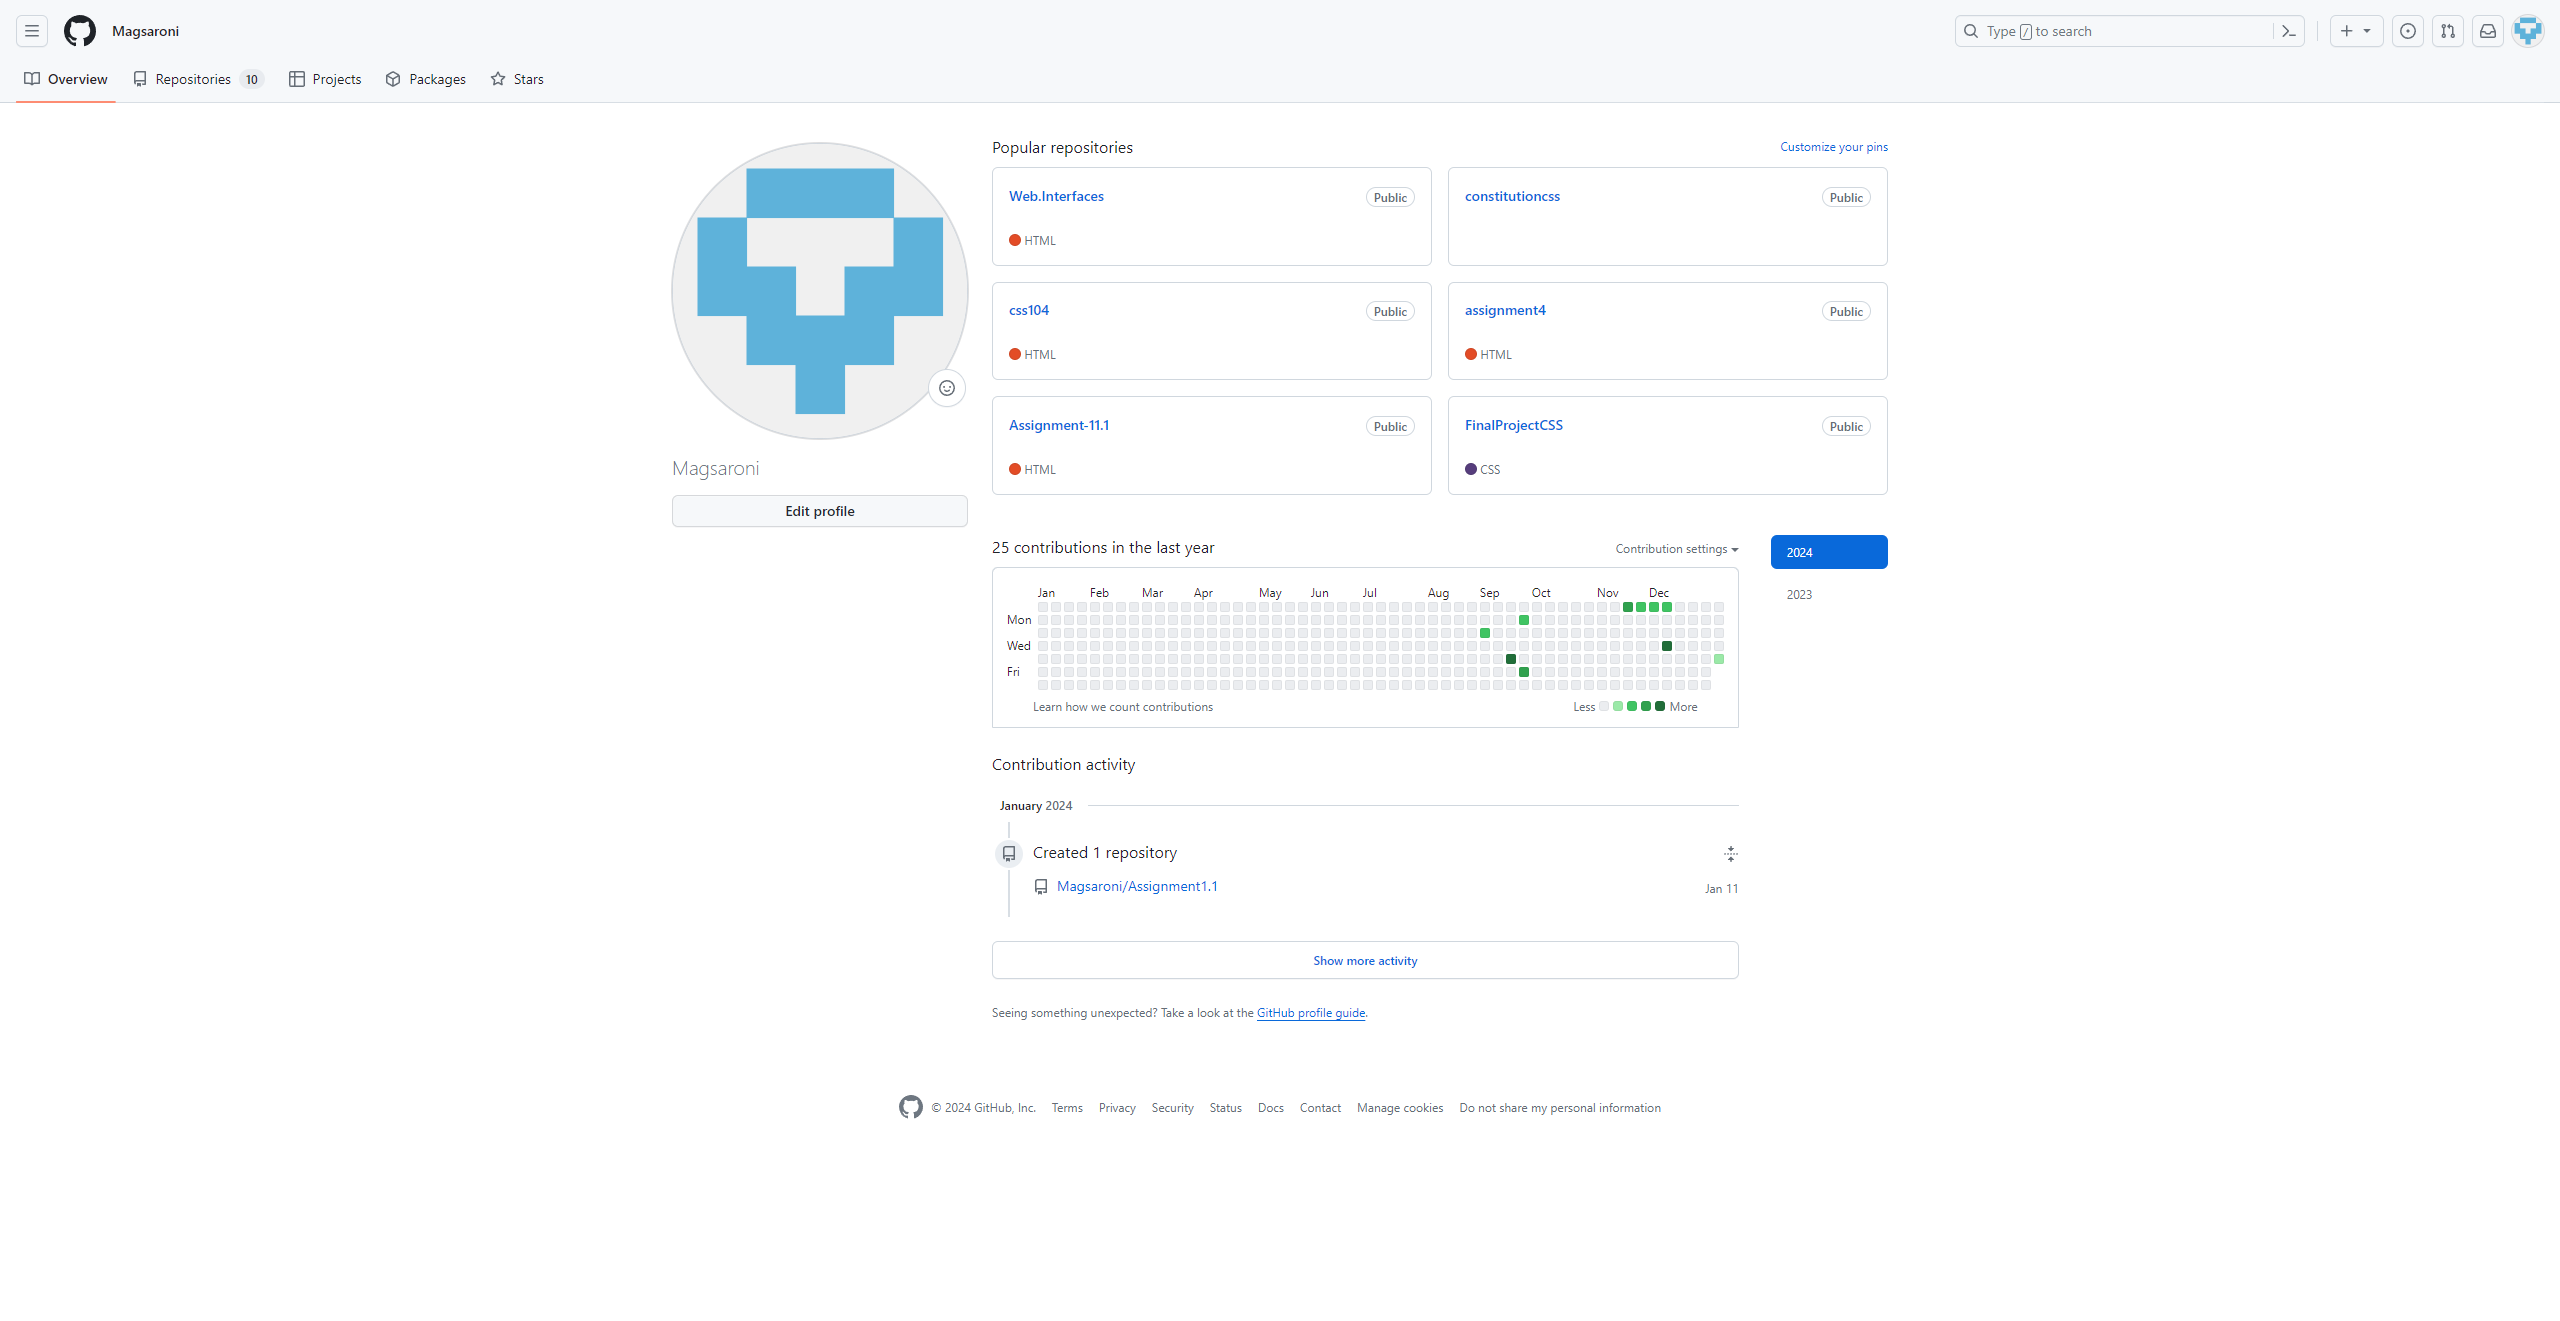 Magsaroni
Type / to search
Overview
Repositories 10
Projects
Packages
Stars
Magsaroni
Edit profile
Popular repositories
Customize your pins
Web.Interfaces Public
HTML
constitutioncss Public
css104 Public
HTML
assignment4 Public
HTML
Assignment-11.1 Public
HTML
FinalProjectCSS Public
CSS
25 contributions in the last year
Contribution settings
2024
2023
Jan Feb Mar Apr May Jun Jul Aug Sep Oct Nov Dec
Mon
Wed
Fri
Learn how we count contributions
Less More
Contribution activity
January 2024
Created 1 repository
Magsaroni/Assignment1.1 Jan 11
Show more activity
Seeing something unexpected? Take a look at the GitHub profile guide.
© 2024 GitHub, Inc. Terms Privacy Security Status Docs Contact Manage cookies Do not share my personal information